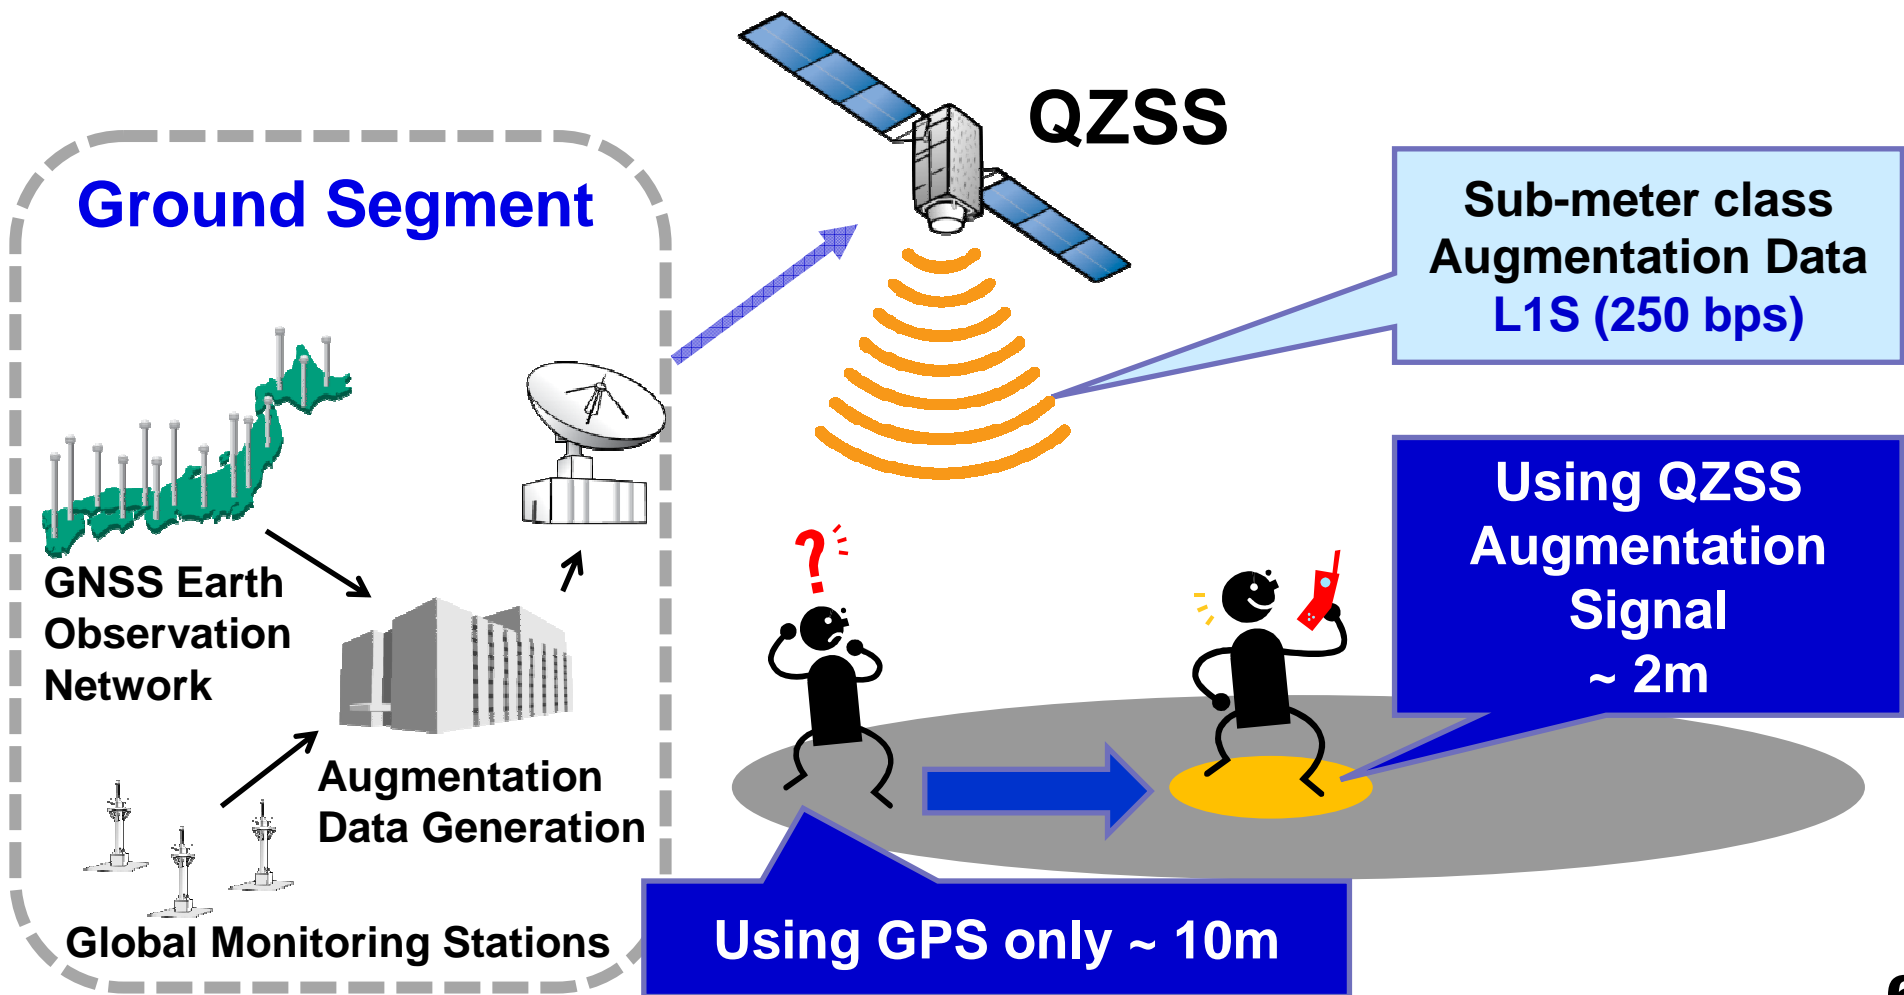 QZSS
Ground Segment
Sub-meter class
Augmentation Data
L1S (250 bps)
Using QZSS
Augmentation
Signal
~ 2m
?
GNSS Earth
Observation
Network
Augmentation
Data Generation
Global Monitoring Stations
Using GPS only ~ 10m